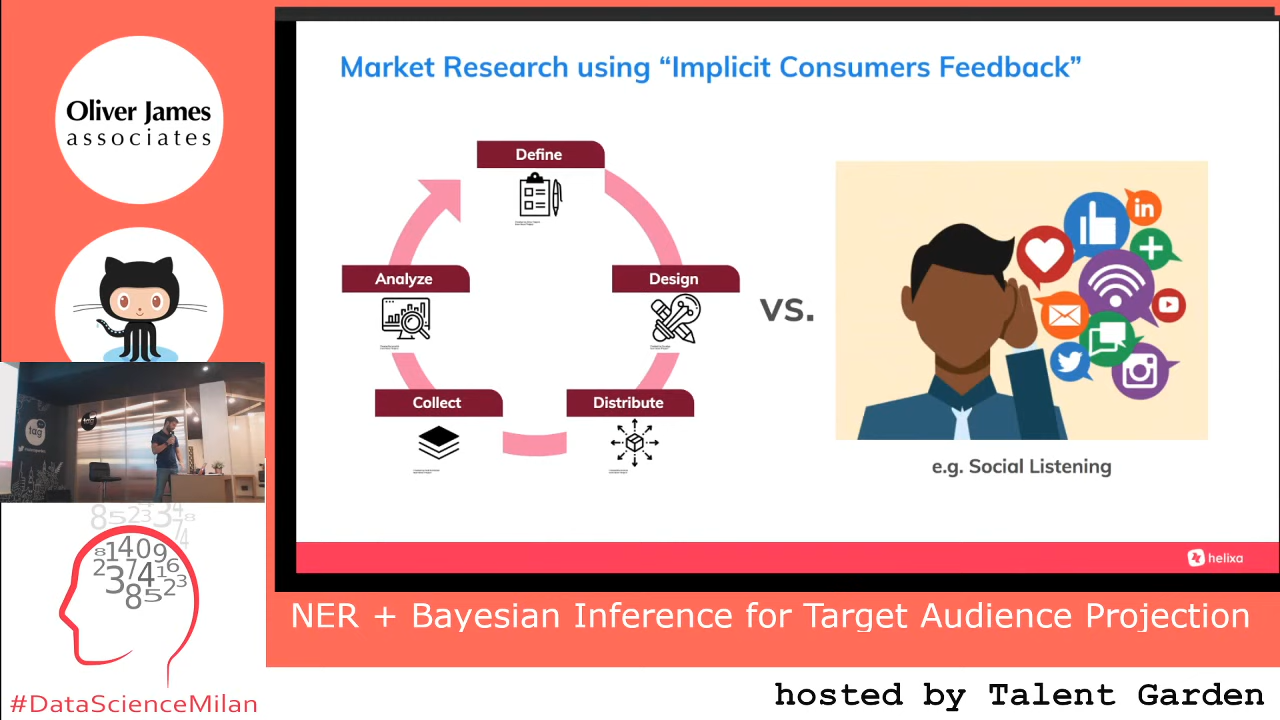 Oliver James
associates
Market Research using “Implicit Consumers Feedback”
Define
Analyze
Design
vs.
Collect
Distribute
e.g. Social Listening
helixa
tag
NER + Bayesian Inference for Target Audience Projection
#DataScienceMilan
hosted by Talent Garden